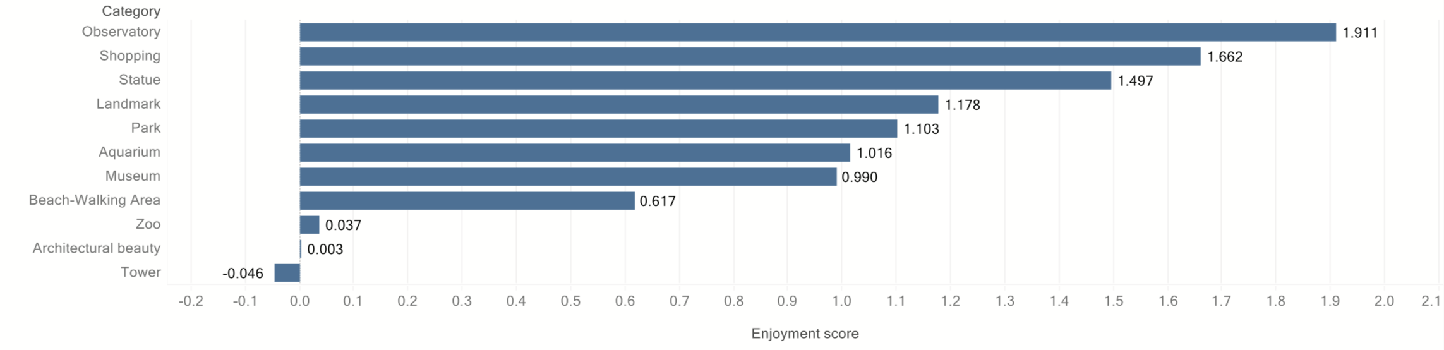 Category
Observatory 1.911
Shopping 1.662
Statue 1.497
Landmark 1.178
Park 1.103
Aquarium 1.016
Museum 0.990
Beach-Walking Area 0.617
Zoo 0.037
Architectural beauty 0.003
Tower -0.046
-0.2 -0.1 0.0 0.1 0.2 0.3 0.4 0.5 0.6 0.7 0.8 0.9 1.0 1.1 1.2 1.3 1.4 1.5 1.6 1.7 1.8 1.9 2.0 2.1
Enjoyment score